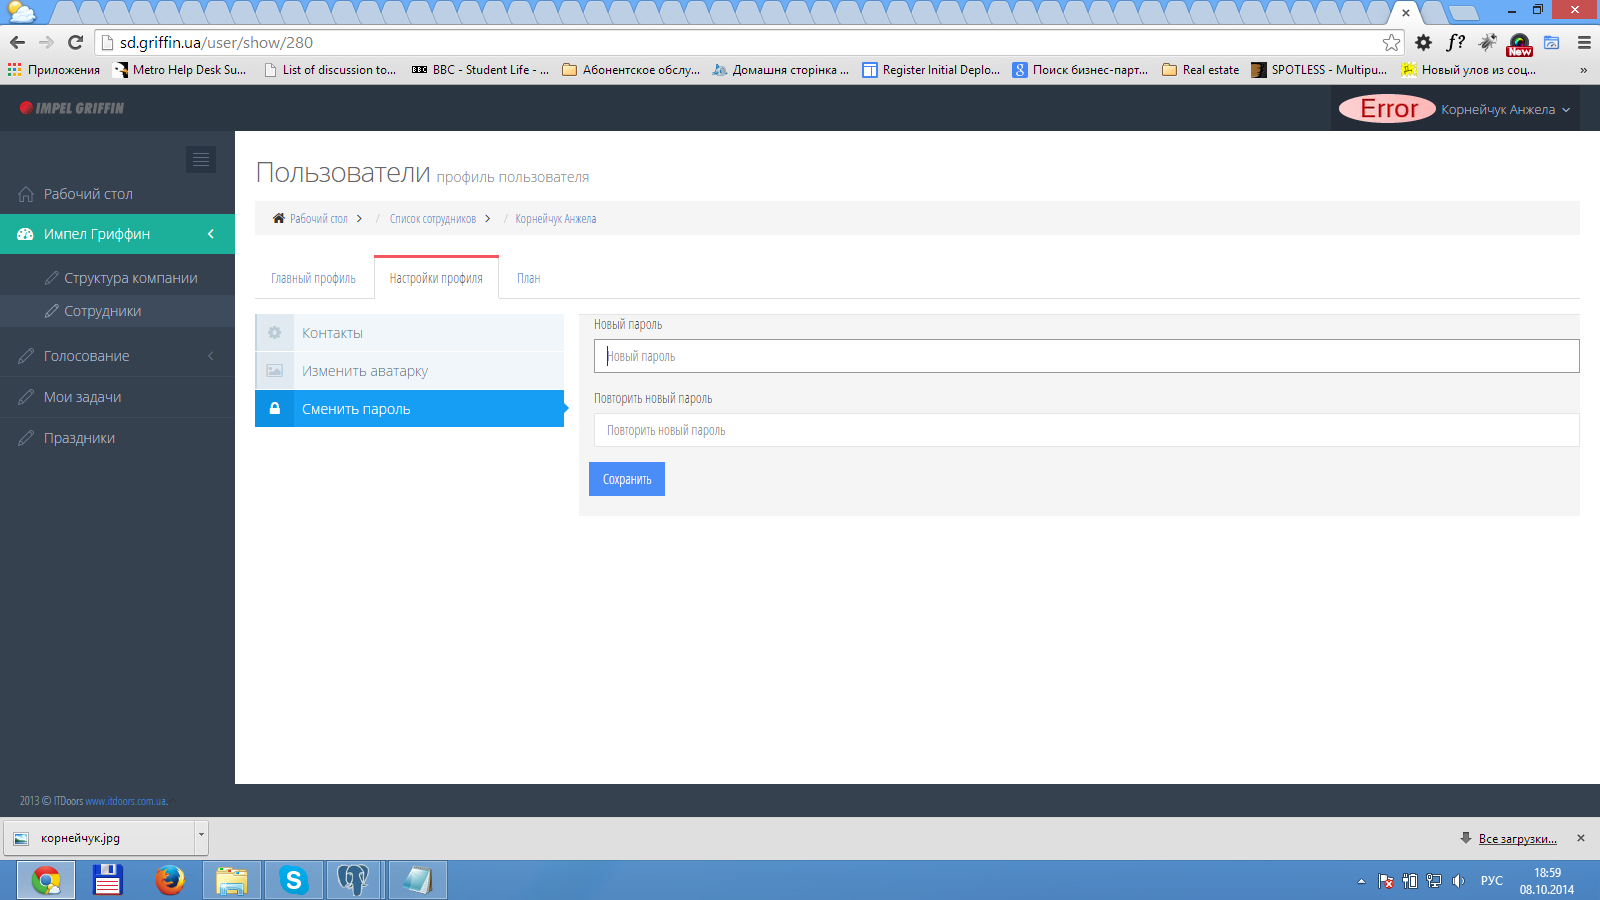 sd.griffin.ua/user/show/280
f?
New
Приложения
Metro Help Desk Su...
List of discussion to...
BBC
BBC - Student Life - ...
Абонентское обслу...
Домашня сторінка ...
Register Initial Deplo...
8
Поиск бизнес-парт...
Real estate
SPOTLESS - Multipu...
Новый улов из соц...
»
IMPEL GRIFFIN
Error
Корнейчук Анжела
Рабочий стол
Импел Гриффин
Структура компании
Сотрудники
Голосование
Мои задачи
Праздники
Пользователи профиль пользователя
Рабочий стол > / Список сотрудников > / Корнейчук Анжела
Главный профиль
Настройки профиля
План
Контакты
Изменить аватарку
Сменить пароль
Новый пароль
Новый пароль
Повторить новый пароль
Повторить новый пароль
Сохранить
2013 © ITDoors www.itdoors.com.ua.
корнейчук.jpg
Все загрузки...
S
РУС
18:59
08.10.2014